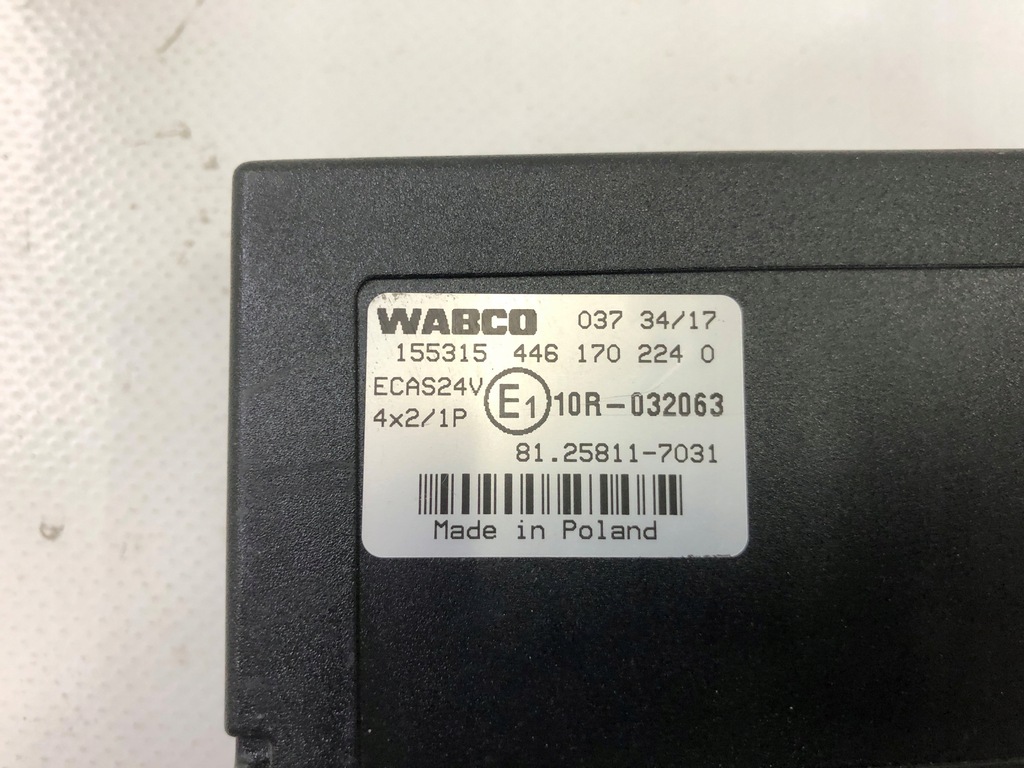 WABCO 037 34/17
155315 446 170 224 0
ECAS24V
4x2/1P
E1 10R-032063
81.25811-7031
Made in Poland